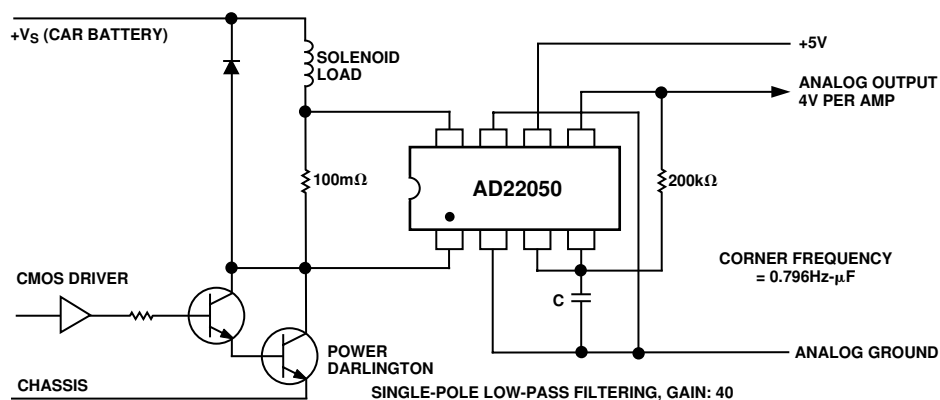 +VS (CAR BATTERY)
SOLENOID
LOAD
+5V
ANALOG OUTPUT
4V PER AMP
100mΩ
AD22050
200kΩ
CMOS DRIVER
CORNER FREQUENCY
= 0.796Hz-μF
C
POWER
DARLINGTON
ANALOG GROUND
CHASSIS
SINGLE-POLE LOW-PASS FILTERING, GAIN: 40